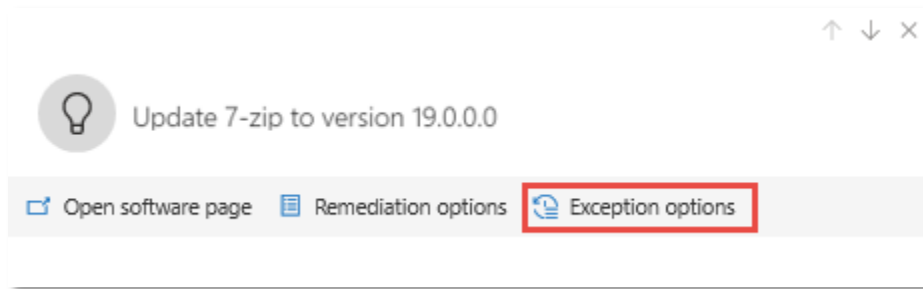 Update 7-zip to version 19.0.0.0
Open software page Remediation options Exception options